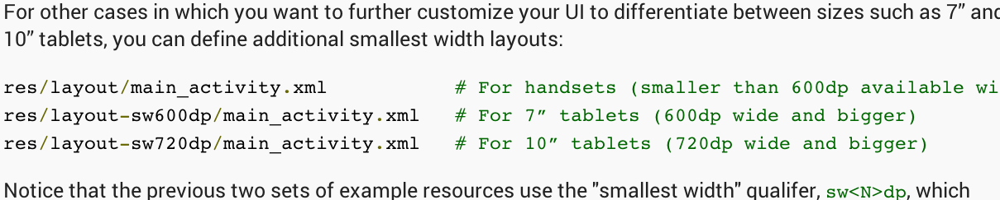 For other cases in which you want to further customize your UI to differentiate between sizes such as 7” and
10” tablets, you can define additional smallest width layouts:
res/layout/main_activity.xml # For handsets (smaller than 600dp available wi
res/layout-sw600dp/main_activity.xml # For 7” tablets (600dp wide and bigger)
res/layout-sw720dp/main_activity.xml # For 10” tablets (720dp wide and bigger)
Notice that the previous two sets of example resources use the "smallest width" qualifer, sw<N>dp, which